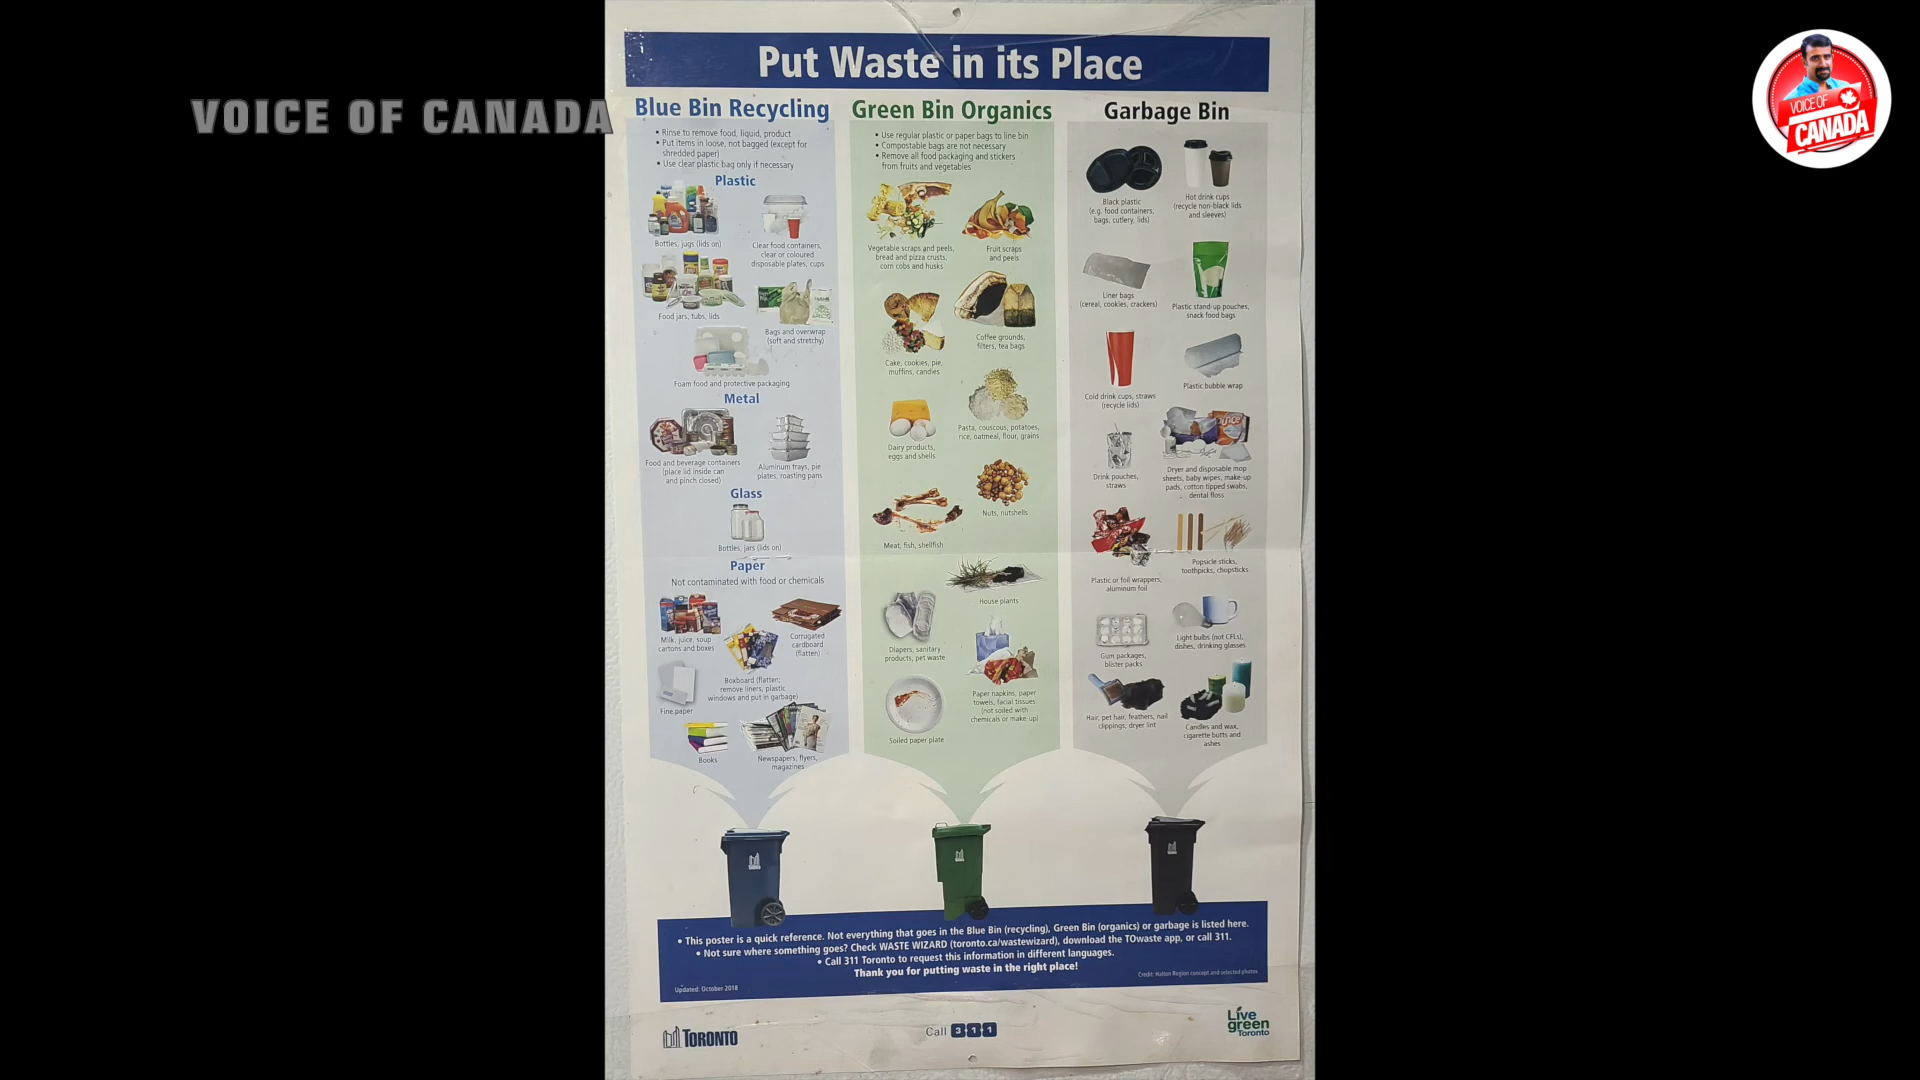 VOICE OF CANADA
VOICE OF
CANADA
Put Waste in its Place
Blue Bin Recycling
• Rinse to remove food, liquid, product
• Put items in loose, not bagged (except for
shredded paper)
• Use clear plastic bag only if necessary
Plastic
Bottles, jugs (lids on)
Clear food containers,
clear or coloured
disposable plates, cups
Food jars, tubs, lids
Bags and overwrap
(soft and stretchy)
Foam food and protective packaging
Metal
Food and beverage containers
(place lid inside can
and pinch closed)
Aluminum trays, pie
plates, roasting pans
Glass
Bottles, jars (lids on)
Paper
Not contaminated with food or chemicals
Milk, juice, soup
cartons and boxes
Corrugated
cardboard
(flatten)
Boxboard (flatten;
remove liners, plastic
windows and put in garbage)
Fine paper
Books
Newspapers, flyers,
magazines
Green Bin Organics
• Use regular plastic or paper bags to line bin
• Compostable bags are not necessary
• Remove all food packaging and stickers
from fruits and vegetables
Vegetable scraps and peels,
bread and pizza crusts,
corn cobs and husks
Fruit scraps
and peels
Cake, cookies, pie,
muffins, candies
Coffee grounds,
filters, tea bags
Dairy products,
eggs and shells
Pasta, couscous, potatoes,
rice, oatmeal, flour, grains
Meat, fish, shellfish
Nuts, nutshells
House plants
Diapers, sanitary
products, pet waste
Paper napkins, paper
towels, facial tissues
(not soiled with
chemicals or make-up)
Soiled paper plate
Garbage Bin
Black plastic
(e.g. food containers,
bags, cutlery, lids)
Hot drink cups
(recycle non-black lids
and sleeves)
Liner bags
(cereal, cookies, crackers)
Plastic stand-up pouches,
snack food bags
Cold drink cups, straws
(recycle lids)
Plastic bubble wrap
Drink pouches,
straws
Dryer and disposable mop
sheets, baby wipes, make-up
pads, cotton tipped swabs,
dental floss
Plastic or foil wrappers,
aluminum foil
Popsicle sticks,
toothpicks, chopsticks
Gum packages,
blister packs
Light bulbs (not CFLs),
dishes, drinking glasses
Hair, pet hair, feathers, nail
clippings, dryer lint
Candles and wax,
cigarette butts and
ashes
• This poster is a quick reference. Not everything that goes in the Blue Bin (recycling), Green Bin (organics) or garbage is listed here.
• Not sure where something goes? Check WASTE WIZARD (toronto.ca/wastewizard), download the TOwaste app, or call 311.
• Call 311 Toronto to request this information in different languages.
Thank you for putting waste in the right place!
Updated: October 2018
Credit: Halton Region concept and selected photos
TORONTO
Call 3 1 1
Live
green
Toronto